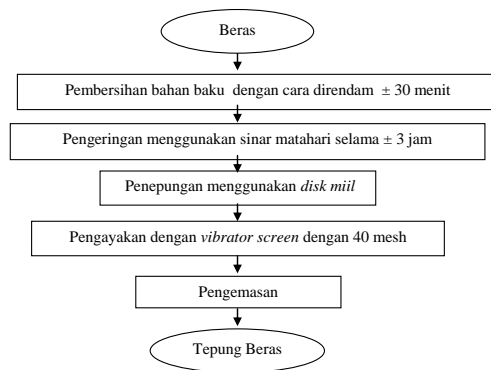 Beras
Pembersihan bahan baku dengan cara direndam ± 30 menit
Pengeringan menggunakan sinar matahari selama ± 3 jam
Penepungan menggunakan disk miil
Pengayakan dengan vibrator screen dengan 40 mesh
Pengemasan
Tepung Beras